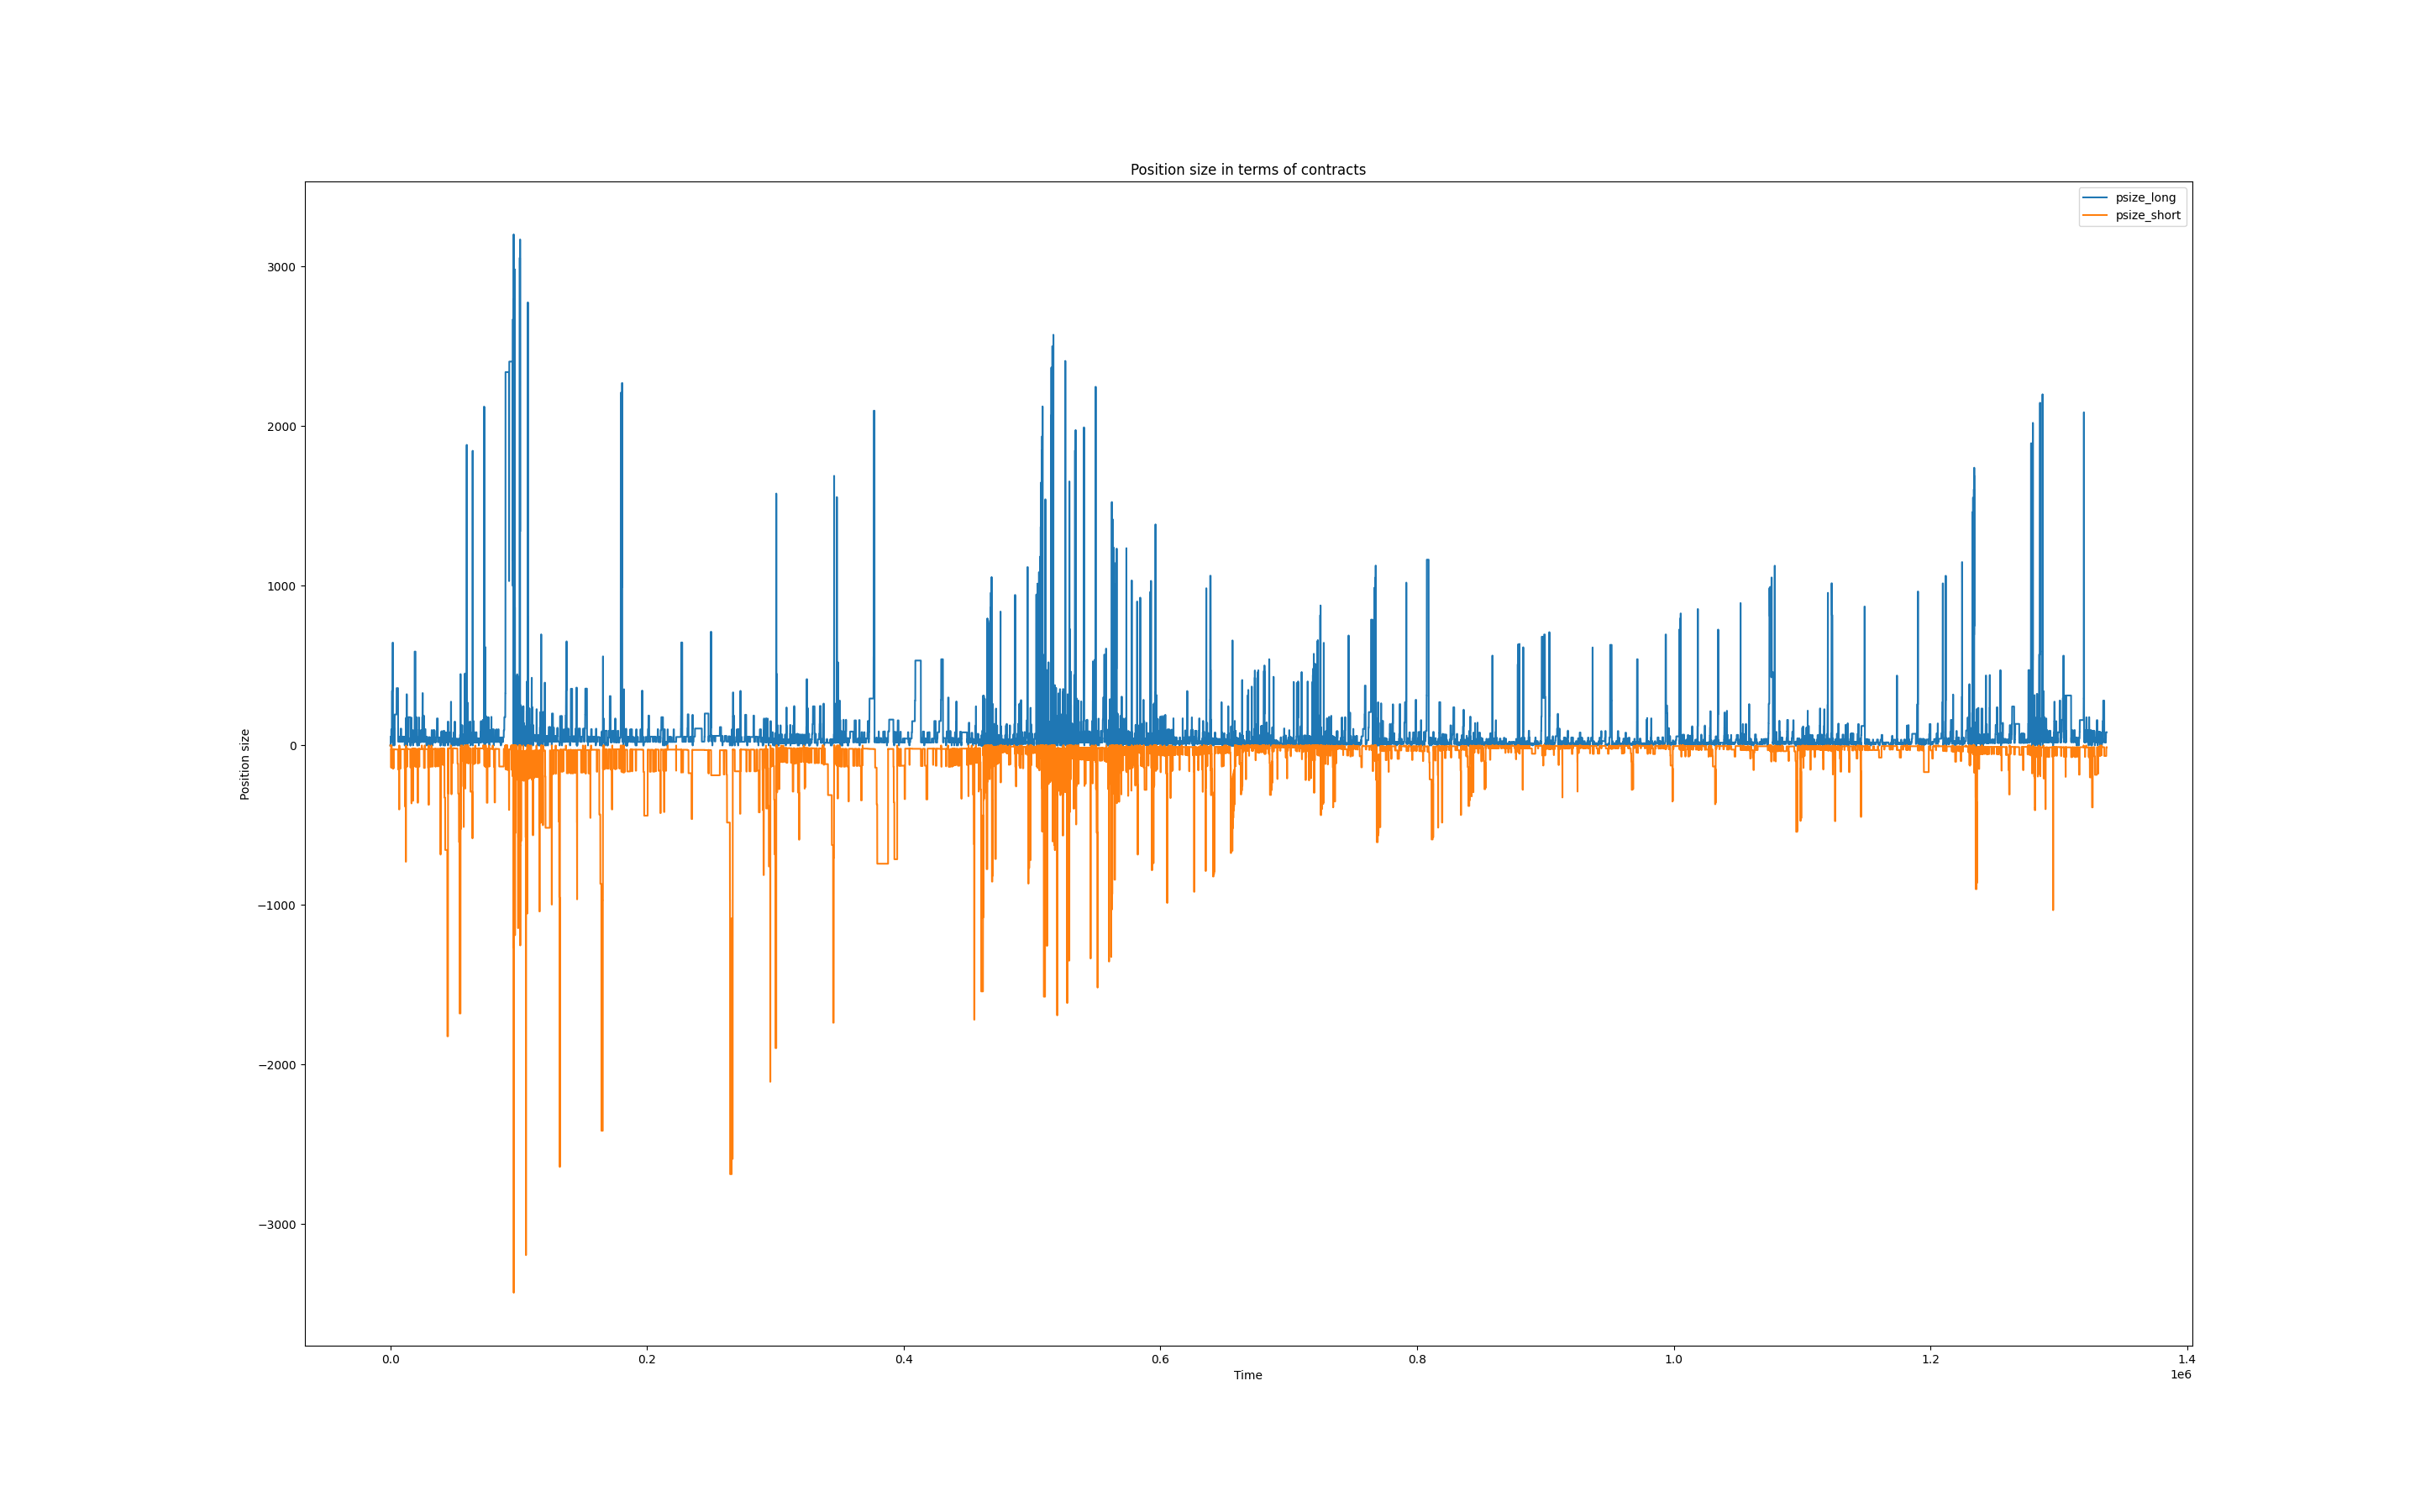 Position size in terms of contracts
psize_long
psize_short
Position size
3000
2000
1000
0
−1000
−2000
−3000
0.0 0.2 0.4 0.6 0.8 1.0 1.2 1.4
1e6
Time